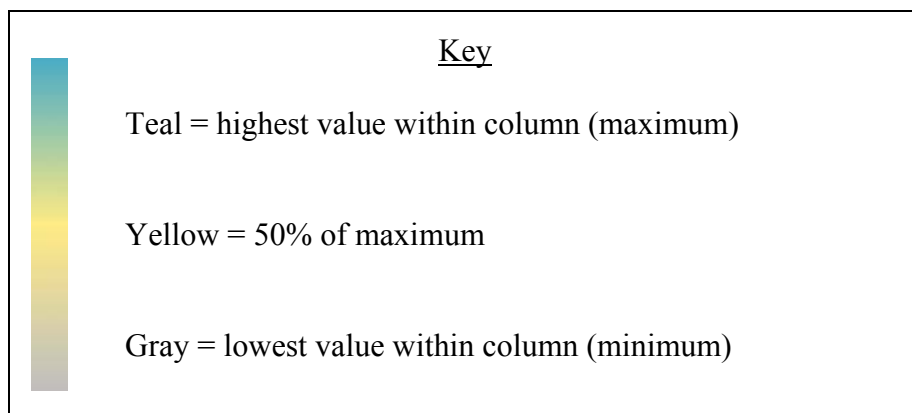 Key
Teal = highest value within column (maximum)
Yellow = 50% of maximum
Gray = lowest value within column (minimum)